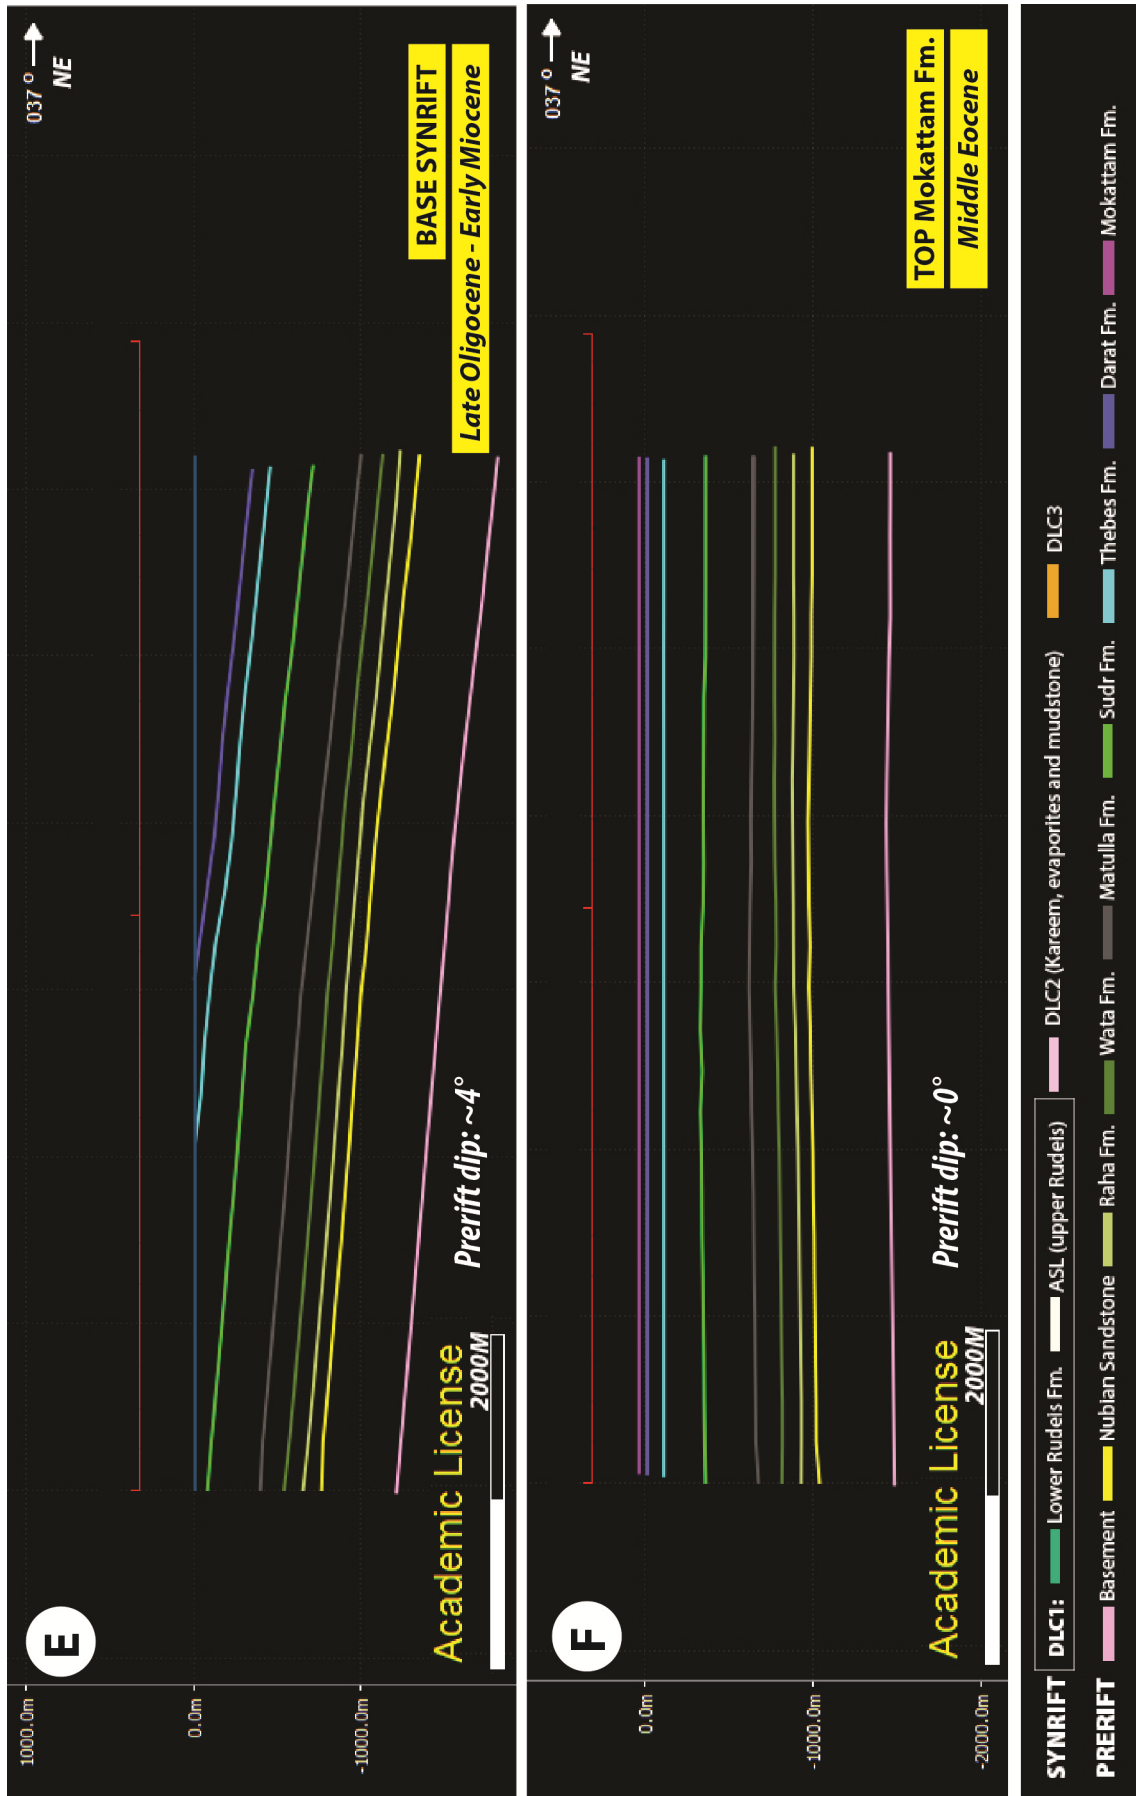 E
1000.0m
0.0m
-1000.0m
037 °
NE
BASE SYNRIFT
Late Oligocene - Early Miocene
Prerift dip: ~4°
Academic License
2000M
F
0.0m
-1000.0m
-2000.0m
037 °
NE
TOP Mokattam Fm.
Middle Eocene
Prerift dip: ~0°
Academic License
2000M
SYNRIFT DLC1: Lower Rudeis Fm. ASL (upper Rudeis) DLC2 (Kareem, evaporites and mudstone) DLC3
PRERIFT Basement Nubian Sandstone Raha Fm. Wata Fm. Matulla Fm. Sudr Fm. Thebes Fm. Darat Fm. Mokattam Fm.